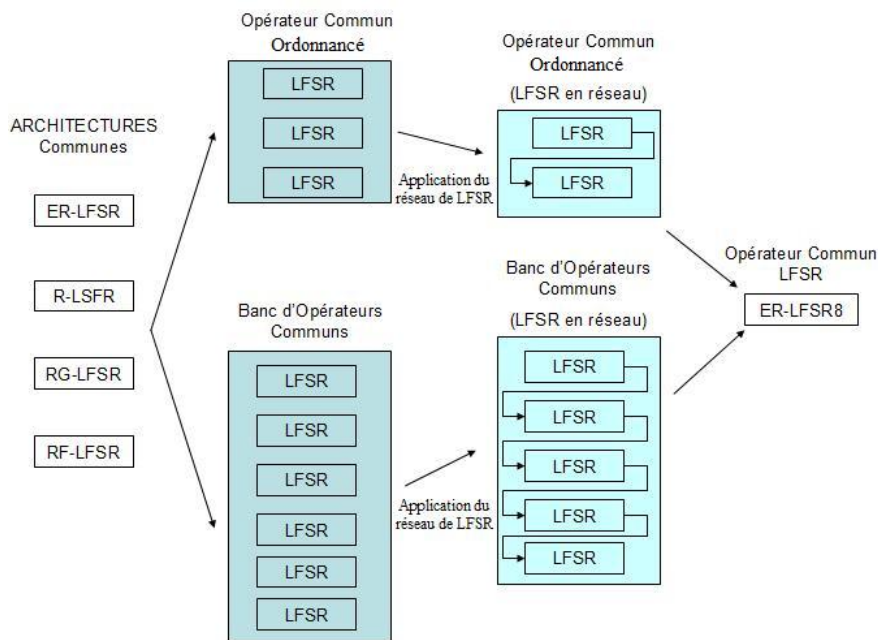 ARCHITECTURES
Communes
ER-LFSR
R-LSFR
RG-LFSR
RF-LFSR
Opérateur Commun
Ordonnancé
LFSR
LFSR
LFSR
Application du
réseau de LFSR
Opérateur Commun
Ordonnancé
(LFSR en réseau)
LFSR
LFSR
Banc d'Opérateurs
Communs
LFSR
LFSR
LFSR
LFSR
LFSR
LFSR
Application du
réseau de LFSR
Banc d'Opérateurs
Communs
(LFSR en réseau)
LFSR
LFSR
LFSR
LFSR
LFSR
Opérateur Commun
LFSR
ER-LFSR8